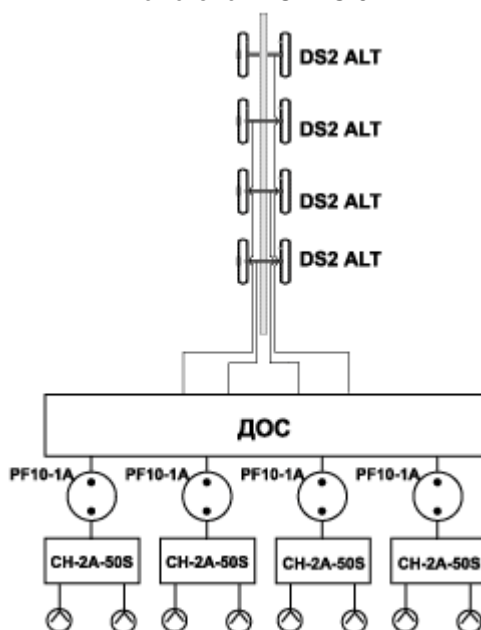 DS2 ALT
DS2 ALT
DS2 ALT
DS2 ALT
ДОС
PF10-1A PF10-1A PF10-1A PF10-1A
CH-2A-50S CH-2A-50S CH-2A-50S CH-2A-50S